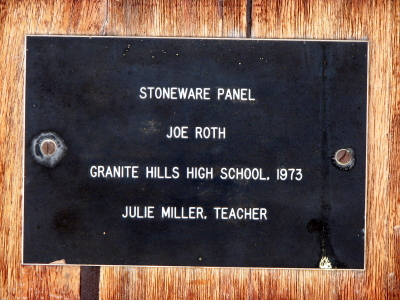 STONEWARE PANEL
JOE ROTH
GRANITE HILLS HIGH SCHOOL, 1973
JULIE MILLER, TEACHER